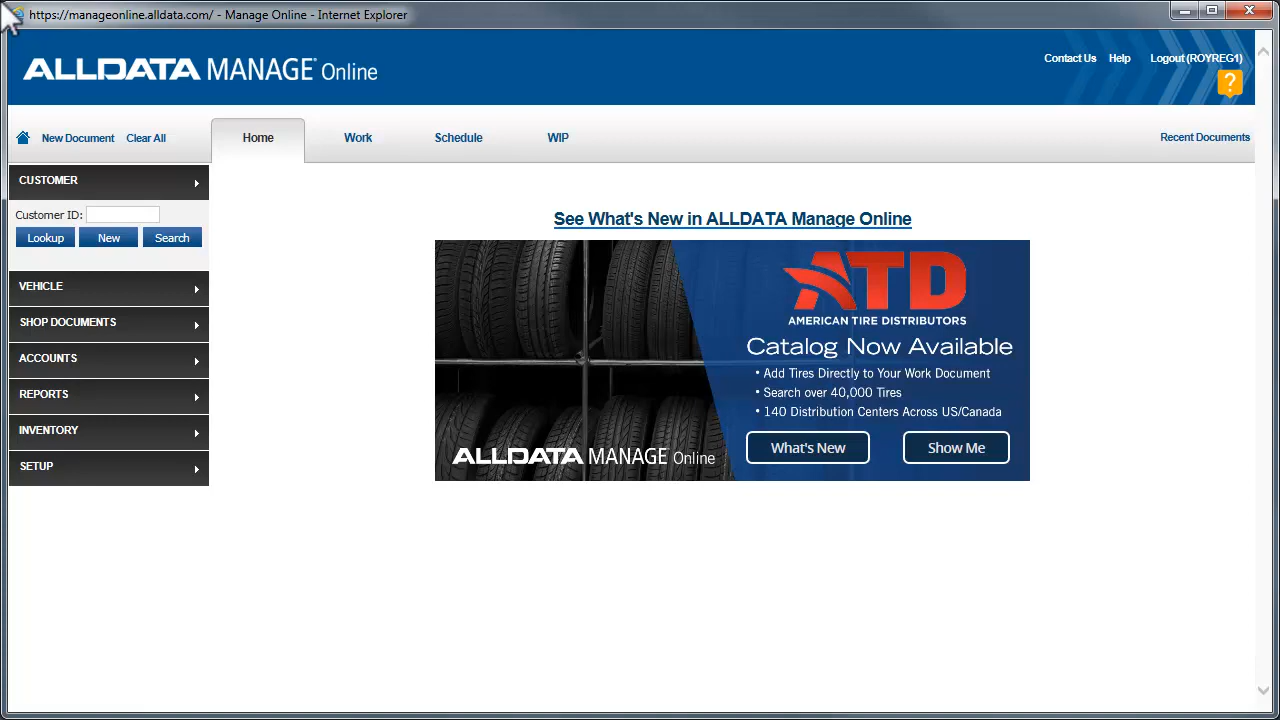 https://manageonline.alldata.com/ - Manage Online - Internet Explorer
ALLDATA MANAGE Online
Contact Us Help Logout (ROYREG1)
?
New Document Clear All Home Work Schedule WIP Recent Documents
CUSTOMER
Customer ID:
Lookup New Search
VEHICLE
SHOP DOCUMENTS
ACCOUNTS
REPORTS
INVENTORY
SETUP
See What's New in ALLDATA Manage Online
ATD
AMERICAN TIRE DISTRIBUTORS
Catalog Now Available
• Add Tires Directly to Your Work Document
• Search over 40,000 Tires
• 140 Distribution Centers Across US/Canada
What's New Show Me
ALLDATA MANAGE Online